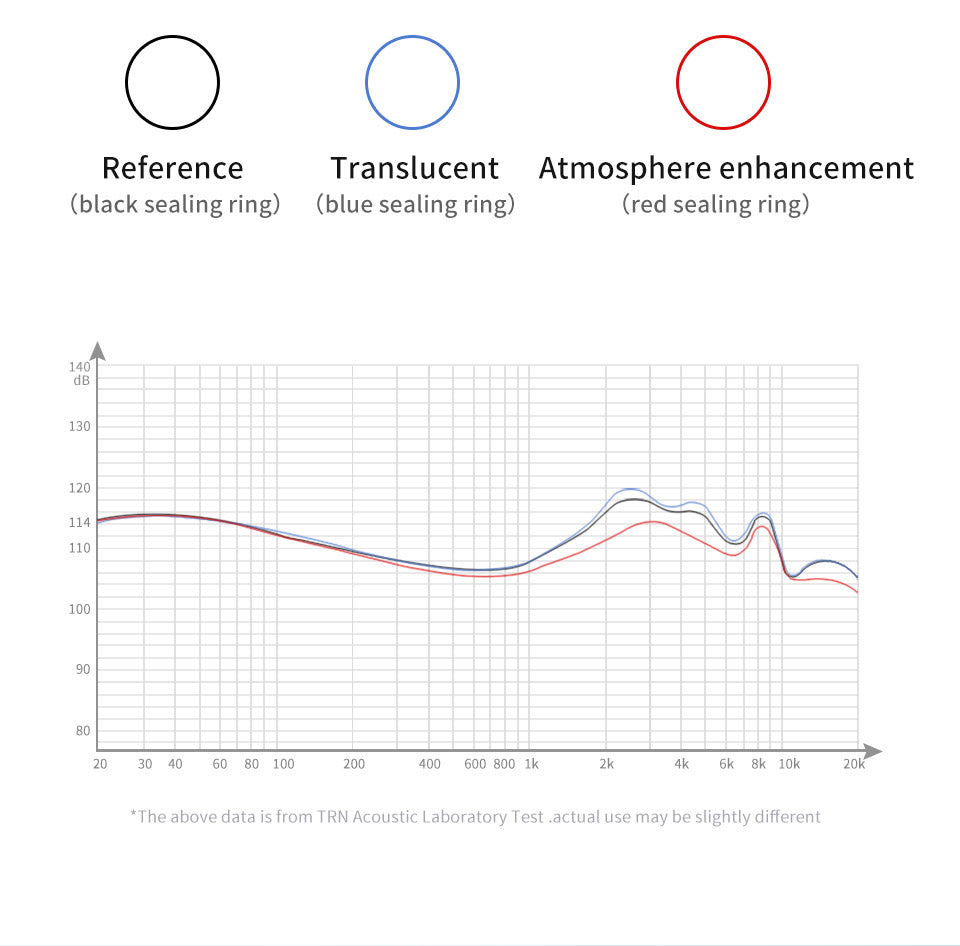 Reference
Translucent
Atmosphere enhancement
(black sealing ring)
(blue sealing ring)
(red sealing ring)
140
dB
130
120
114
110
100
90
80
20 30 40 60 80 100 200 400 600 800 1k 2k 4k 6k 8k 10k 20k
*The above data is from TRN Acoustic Laboratory Test .actual use may be slightly different